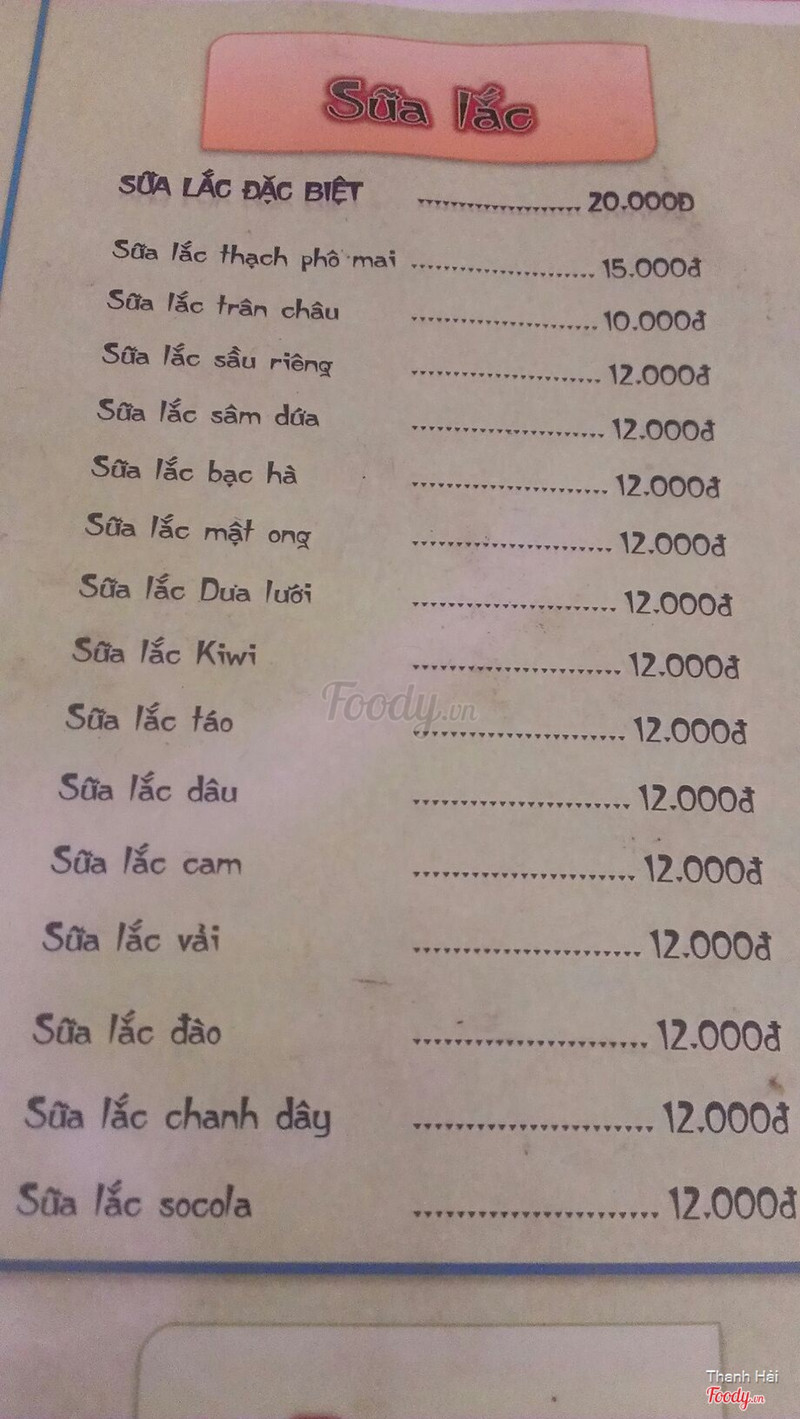 Sữa lắc
SỮA LẮC ĐẶC BIỆT ........................ 20.000Đ
Sữa lắc thạch phô mai ........................ 15.000đ
Sữa lắc trân châu ........................ 10.000đ
Sữa lắc sầu riêng ........................ 12.000đ
Sữa lắc sâm dứa ........................ 12.000đ
Sữa lắc bạc hà ........................ 12.000đ
Sữa lắc mật ong ........................ 12.000đ
Sữa lắc Dưa lưới ........................ 12.000đ
Sữa lắc Kiwi ........................ 12.000đ
Sữa lắc táo ........................ 12.000đ
Sữa lắc dâu ........................ 12.000đ
Sữa lắc cam ........................ 12.000đ
Sữa lắc vải ........................ 12.000đ
Sữa lắc đào ........................ 12.000đ
Sữa lắc chanh dây ........................ 12.000đ
Sữa lắc socola ........................ 12.000đ
Foody.vn
Thanh Hải
Foody.vn